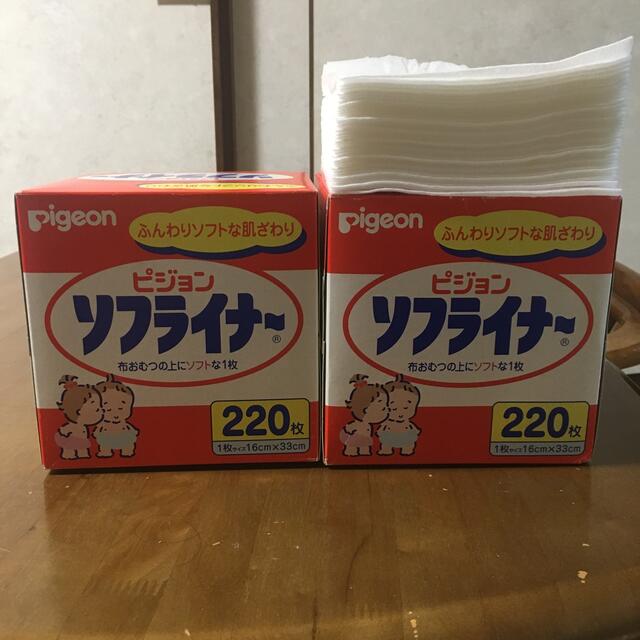 Pigeon
ふんわりソフトな肌ざわり
ピジョン
ソフライナー®
布おむつの上にソフトな1枚
220枚
1枚サイズ16cm×33cm
Pigeon
ふんわりソフトな肌ざわり
ピジョン
ソフライナー®
布おむつの上にソフトな1枚
220枚
1枚サイズ16cm×33cm